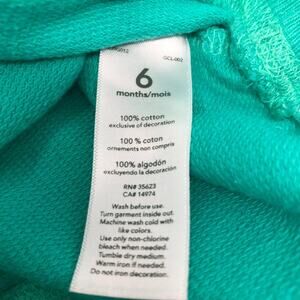 GCL-002
6
months/mois
100% cotton
exclusive of decoration
100 % coton
ornements non compris
100% algodón
excluyendo la decoración
RN# 35623
CA# 14974
Wash before use.
Turn garment inside out.
Machine wash cold with
like colors.
Use only non-chlorine
bleach when needed.
Tumble dry medium.
Warm iron if needed.
Do not iron decoration.